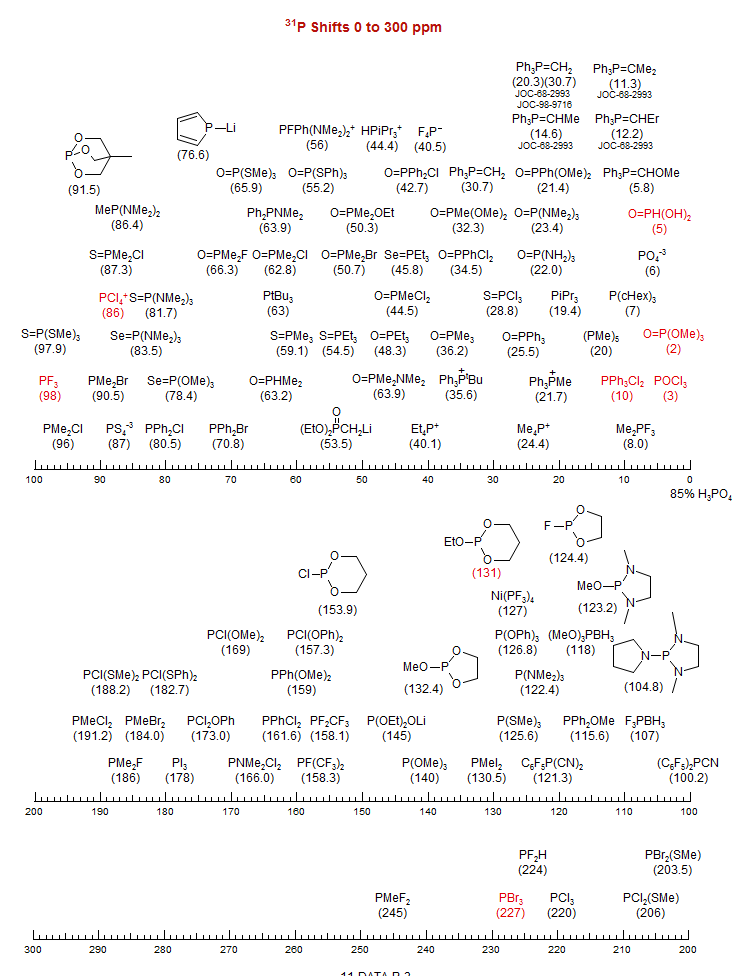 ³¹P Shifts 0 to 300 ppm
Ph₃P=CH₂ Ph₃P=CMe₂
(20.3)(30.7) (11.3)
JOC-68-2993 JOC-68-2993
JOC-98-9716
Ph₃P=CHMe Ph₃P=CHEr
(14.6) (12.2)
JOC-68-2993 JOC-68-2993
P–Li PFPh(NMe₂)₂⁺ HPiPr₃⁺ F₄P⁻
(76.6) (56) (44.4) (40.5)
O P O O
(91.5)
O=P(SMe)₃ O=P(SPh)₃ O=PPh₂Cl Ph₃P=CH₂ O=PPh(OMe)₂ Ph₃P=CHOMe
(65.9) (55.2) (42.7) (30.7) (21.4) (5.8)
MeP(NMe₂)₂ Ph₂PNMe₂ O=PMe₂OEt O=PMe(OMe)₂ O=P(NMe₂)₃ O=PH(OH)₂
(86.4) (63.9) (50.3) (32.3) (23.4) (5)
S=PMe₂Cl O=PMe₂F O=PMe₂Cl O=PMe₂Br Se=PEt₃ O=PPhCl₂ O=P(NH₂)₃ PO₄⁻³
(87.3) (66.3) (62.8) (50.7) (45.8) (34.5) (22.0) (6)
PCl₄⁺ S=P(NMe₂)₃ PtBu₃ O=PMeCl₂ S=PCl₃ PiPr₃ P(cHex)₃
(86) (81.7) (63) (44.5) (28.8) (19.4) (7)
S=P(SMe)₃ Se=P(NMe₂)₃ S=PMe₃ S=PEt₃ O=PEt₃ O=PMe₃ O=PPh₃ (PMe)₅ O=P(OMe)₃
(97.9) (83.5) (59.1) (54.5) (48.3) (36.2) (25.5) (20) (2)
PF₃ PMe₂Br Se=P(OMe)₃ O=PHMe₂ O=PMe₂NMe₂ Ph₃P⁺tBu Ph₃P⁺Me PPh₃Cl₂ POCl₃
(98) (90.5) (78.4) (63.2) (63.9) (35.6) (21.7) (10) (3)
O
PMe₂Cl PS₄⁻³ PPh₂Cl PPh₂Br (EtO)₂PCH₂Li Et₄P⁺ Me₄P⁺ Me₂PF₃
(96) (87) (80.5) (70.8) (53.5) (40.1) (24.4) (8.0)
100 90 80 70 60 50 40 30 20 10 0
85% H₃PO₄
O Cl–P O
(153.9)
O EtO–P O
(131)
O F–P O
(124.4)
N MeO–P N
(123.2)
Ni(PF₃)₄
(127)
PCl(OMe)₂ PCl(OPh)₂ P(OPh)₃ (MeO)₃PBH₃
(169) (157.3) (126.8) (118)
O MeO–P O
(132.4)
N N–P N
(104.8)
PCl(SMe)₂ PCl(SPh)₂ PPh(OMe)₂ P(NMe₂)₃
(188.2) (182.7) (159) (122.4)
PMeCl₂ PMeBr₂ PCl₂OPh PPhCl₂ PF₂CF₃ P(OEt)₂OLi P(SMe)₃ PPh₂OMe F₃PBH₃
(191.2) (184.0) (173.0) (161.6) (158.1) (145) (125.6) (115.6) (107)
PMe₂F PI₃ PNMe₂Cl₂ PF(CF₃)₂ P(OMe)₃ PMeI₂ C₆F₅P(CN)₂ (C₆F₅)₂PCN
(186) (178) (166.0) (158.3) (140) (130.5) (121.3) (100.2)
200 190 180 170 160 150 140 130 120 110 100
PF₂H PBr₂(SMe)
(224) (203.5)
PMeF₂ PBr₃ PCl₃ PCl₂(SMe)
(245) (227) (220) (206)
300 290 280 270 260 250 240 230 220 210 200